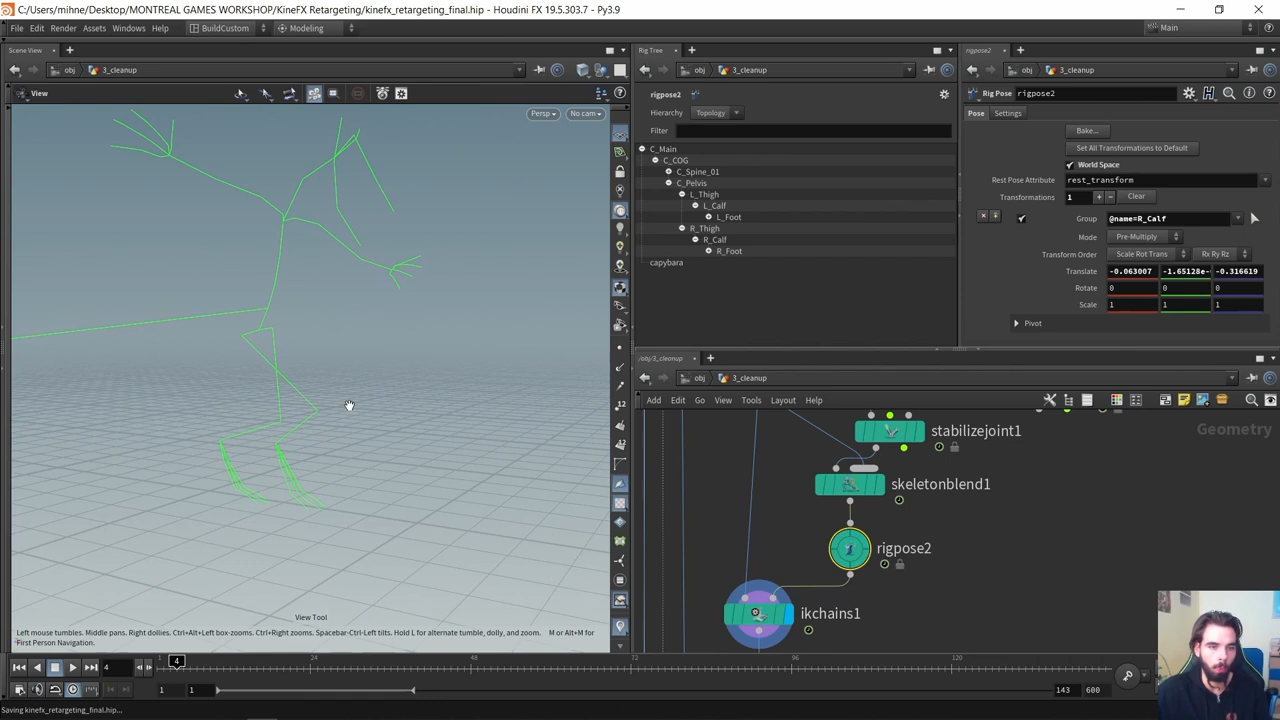 C:/Users/mihne/Desktop/MONTREAL GAMES WORKSHOP/KineFX Retargeting/kinefx_retargeting_final.hip - Houdini FX 19.5.303.7 - Py3.9
File Edit Render Assets Windows Help BuildCustom Modeling Main
Scene View
obj 3_cleanup
View
Persp No cam
View Tool
Left mouse tumbles. Middle pans. Right dollies. Ctrl+Alt+Left box-zooms. Ctrl+Right zooms. Spacebar-Ctrl-Left tilts. Hold L for alternate tumble, dolly, and zoom. M or Alt+M for
First Person Navigation.
Rig Tree
obj 3_cleanup
rigpose2
Hierarchy Topology
Filter
C_Main
C_COG
C_Spine_01
C_Pelvis
L_Thigh
L_Calf
L_Foot
R_Thigh
R_Calf
R_Foot
capybara
rigpose2
obj 3_cleanup
Rig Pose rigpose2
Pose Settings
Bake...
Set All Transformations to Default
World Space
Rest Pose Attribute rest_transform
Transformations 1 + - Clear
Group @name=R_Calf
Mode Pre-Multiply
Transform Order Scale Rot Trans Rx Ry Rz
Translate -0.063007 -1.65128e- -0.316619
Rotate 0 0 0
Scale 1 1 1
Pivot
/obj/3_cleanup
obj 3_cleanup
Add Edit Go View Tools Layout Help
Geometry
stabilizejoint1
skeletonblend1
rigpose2
ikchains1
4 1 4 24 48 72 96 120
1 1 143 600
Saving kinefx_retargeting_final.hip...